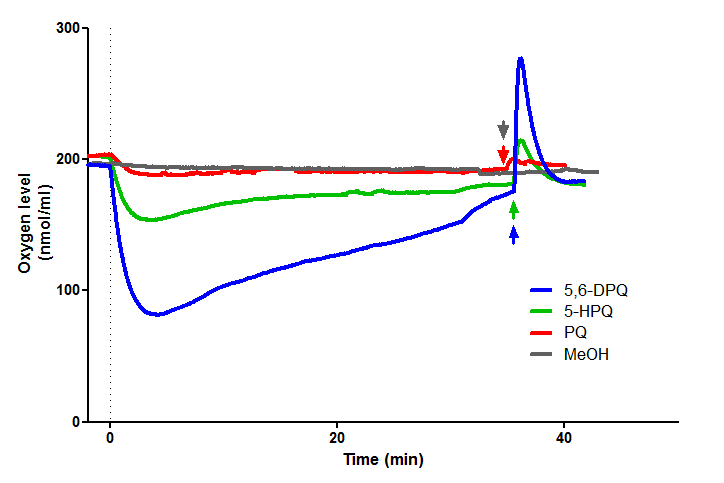 300
200
100
0
Oxygen level
(nmol/ml)
0
20
40
Time (min)
5,6-DPQ
5-HPQ
PQ
MeOH